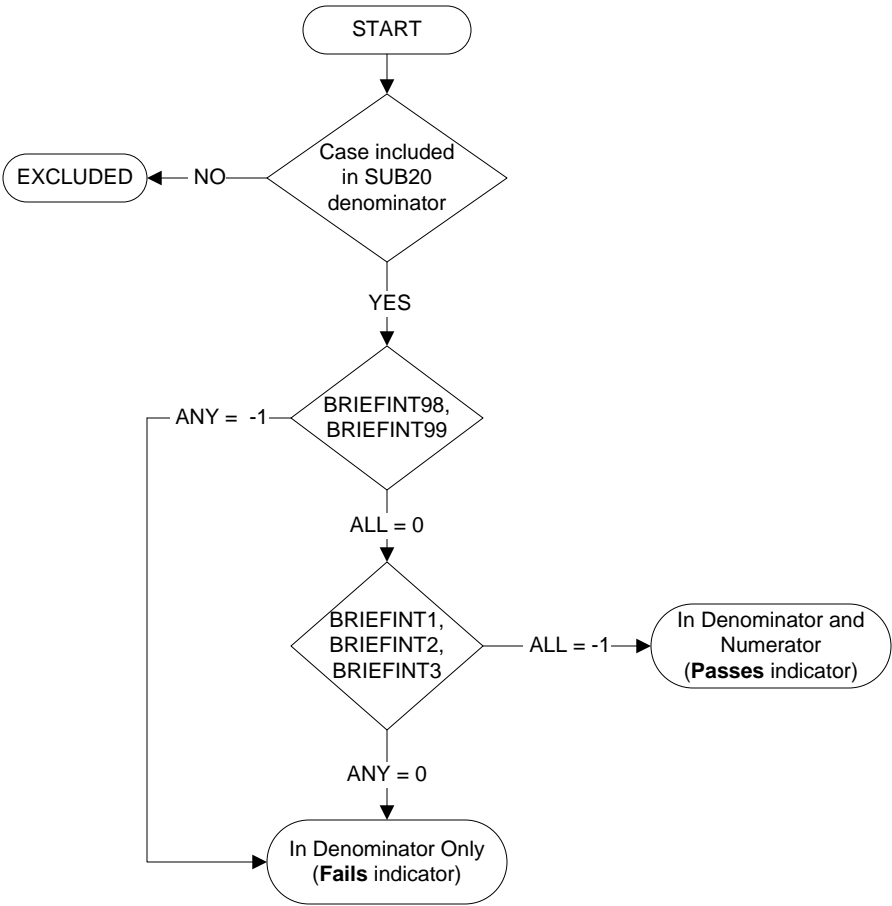 START
Case included
in SUB20
denominator
NO
EXCLUDED
YES
BRIEFINT98,
BRIEFINT99
ANY =  -1
ALL = 0
BRIEFINT1,
BRIEFINT2,
BRIEFINT3
ALL = -1
In Denominator and
Numerator
(Passes indicator)
ANY = 0
In Denominator Only
(Fails indicator)